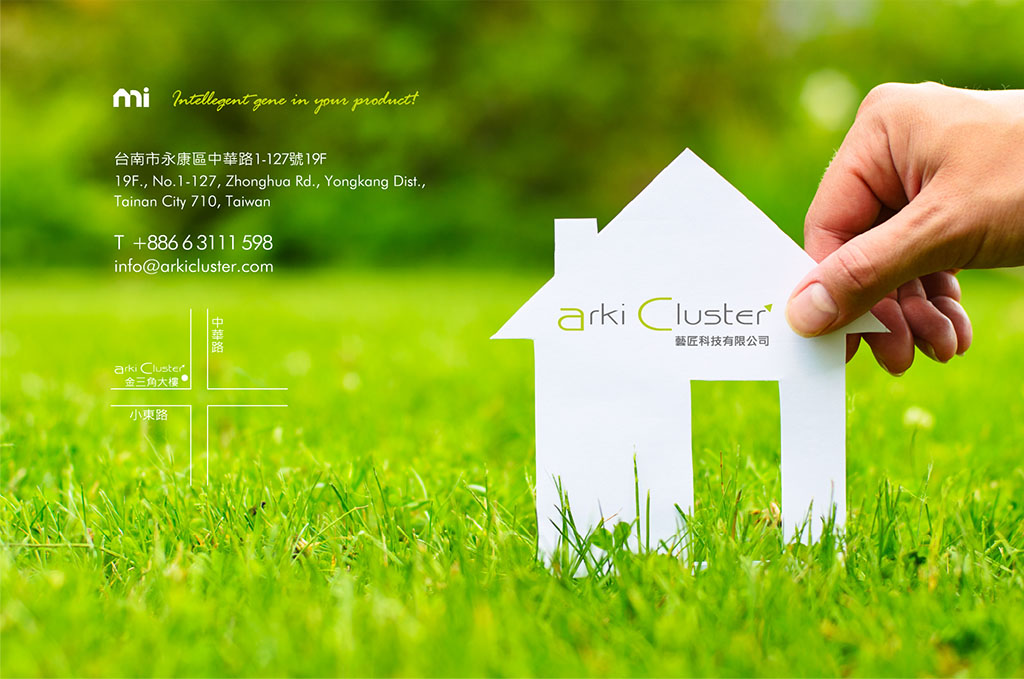 mi Intellegent gene in your product!
台南市永康區中華路1-127號19F
19F., No.1-127, Zhonghua Rd., Yongkang Dist.,
Tainan City 710, Taiwan
T +886 6 3111 598
info@arkicluster.com
中華路
arki Cluster
金三角大樓
小東路
arki Cluster
藝匠科技有限公司